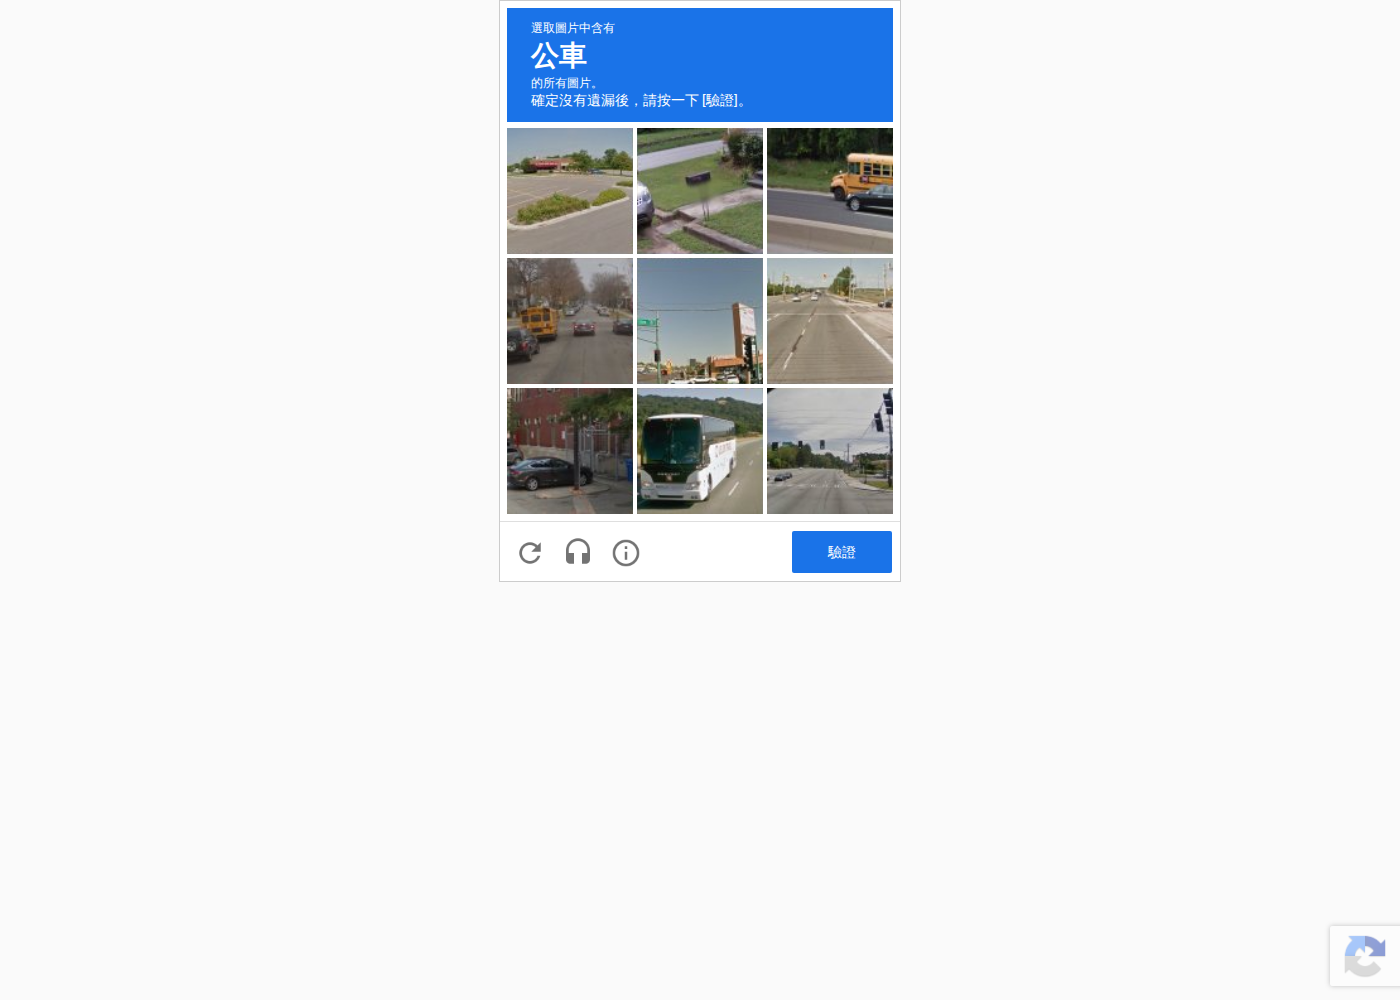 選取圖片中含有
公車
的所有圖片。
確定沒有遺漏後，請按一下 [驗證]。
驗證